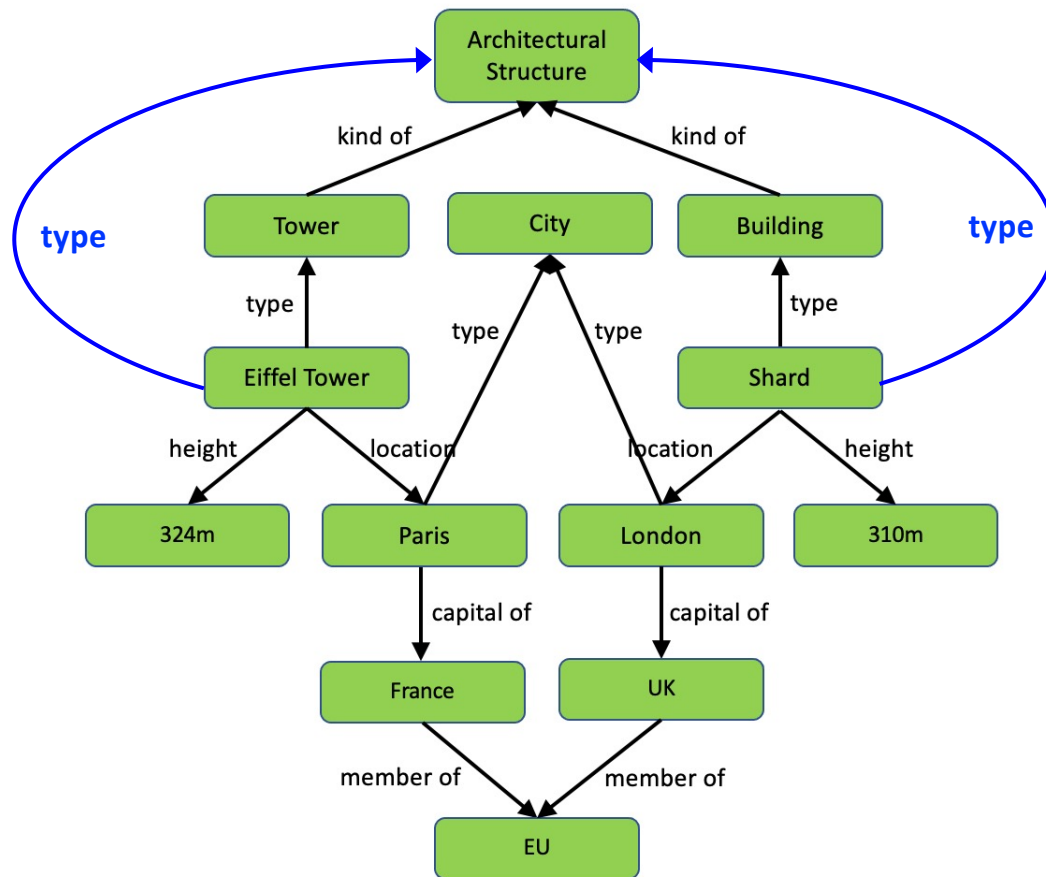 Architectural
Structure
kind of
kind of
Tower
City
Building
type
type
type
type
type
type
Eiffel Tower
Shard
height
location
location
height
324m
Paris
London
310m
capital of
capital of
France
UK
member of
member of
EU